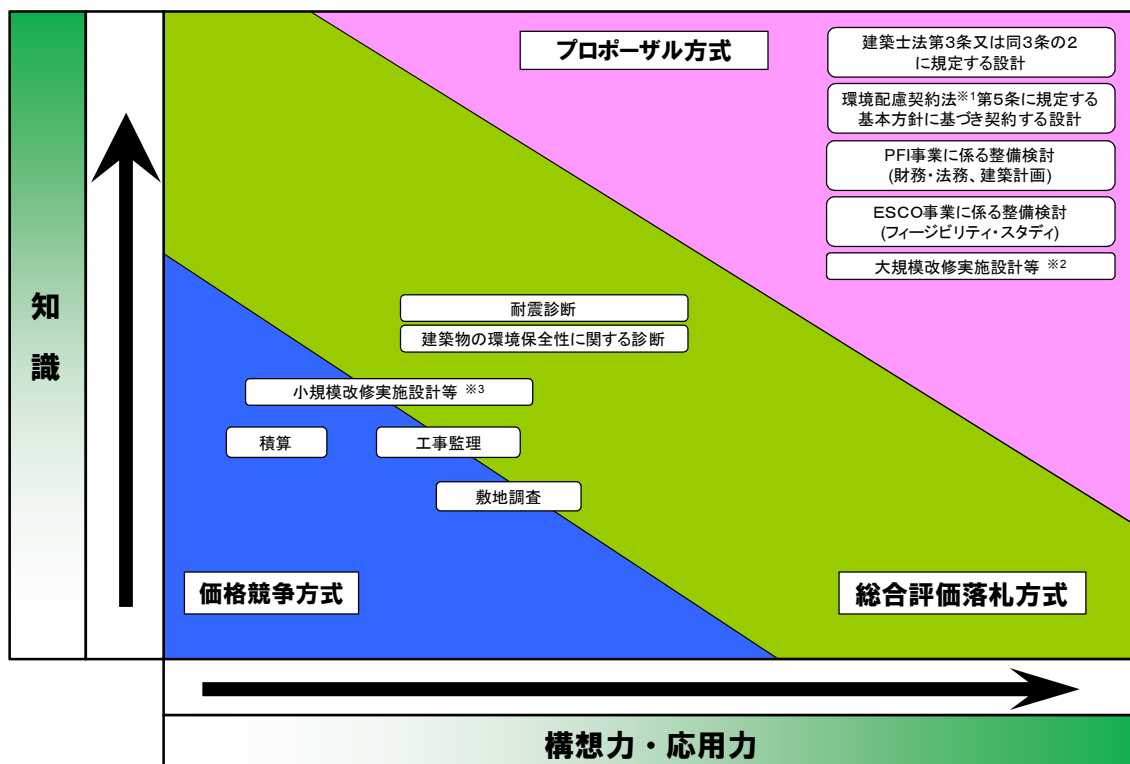 プロポーザル方式
建築士法第3条又は同3条の2
に規定する設計
環境配慮契約法※1第5条に規定する
基本方針に基づき契約する設計
PFI事業に係る整備検討
(財務・法務、建築計画)
ESCO事業に係る整備検討
(フィージビリティ・スタディ)
大規模改修実施設計等 ※2
知
識
耐震診断
建築物の環境保全性に関する診断
小規模改修実施設計等 ※3
積算
工事監理
敷地調査
価格競争方式
総合評価落札方式
構想力・応用力